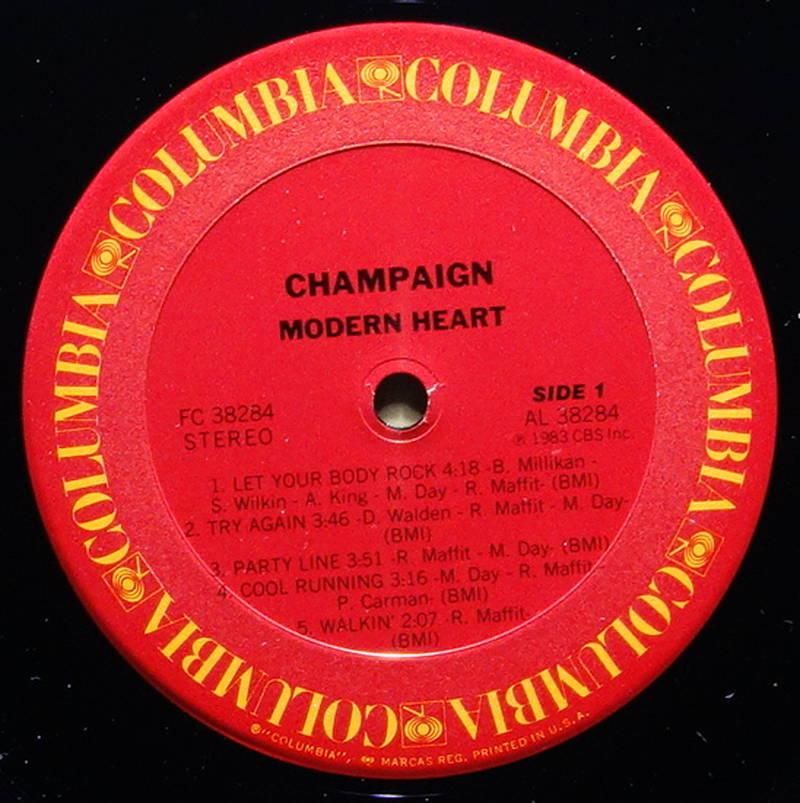 COLUMBIA COLUMBIA COLUMBIA COLUMBIA COLUMBIA COLUMBIA COLUMBIA
CHAMPAIGN
MODERN HEART
FC 38284
STEREO
SIDE 1
AL 38284
℗ 1983 CBS Inc.
1. LET YOUR BODY ROCK 4:18 -B. Millikan -
S. Wilkin - A. King - M. Day - R. Maffit- (BMI)
2. TRY AGAIN 3:46 -D. Walden - R. Maffit - M. Day-
(BMI)
3. PARTY LINE 3:51 -R. Maffit - M. Day- (BMI)
4. COOL RUNNING 3:16 -M. Day - R. Maffit -
P. Carman- (BMI)
5. WALKIN' 2:07 -R. Maffit-
(BMI)
®"COLUMBIA", MARCAS REG. PRINTED IN U.S.A.